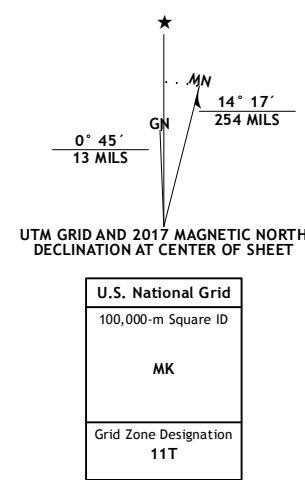 ★
MN
GN
14° 17´
254 MILS
0° 45´
13 MILS
UTM GRID AND 2017 MAGNETIC NORTH
DECLINATION AT CENTER OF SHEET
U.S. National Grid
100,000-m Square ID
MK
Grid Zone Designation
11T